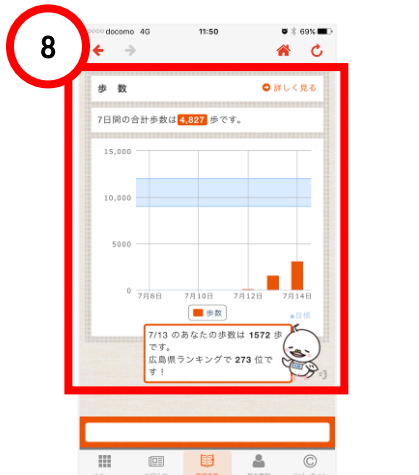 8
docomo 4G 11:50 69%
歩 数 詳しく見る
7日間の合計歩数は 4,827 歩です。
15,000
10,000
5000
0
7月8日 7月10日 7月12日 7月14日
歩数
目標
7/13 のあなたの歩数は 1572 歩
です。
広島県ランキングで 273 位で
す！